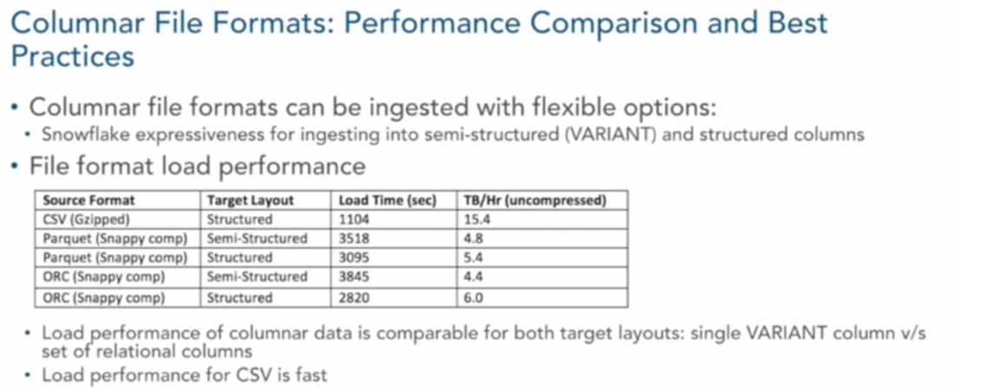 Columnar File Formats: Performance Comparison and Best
Practices
• Columnar file formats can be ingested with flexible options:
• Snowflake expressiveness for ingesting into semi-structured (VARIANT) and structured columns
• File format load performance
Source Format Target Layout Load Time (sec) TB/Hr (uncompressed)
CSV (Gzipped) Structured 1104 15.4
Parquet (Snappy comp) Semi-Structured 3518 4.8
Parquet (Snappy comp) Structured 3095 5.4
ORC (Snappy comp) Semi-Structured 3845 4.4
ORC (Snappy comp) Structured 2820 6.0
• Load performance of columnar data is comparable for both target layouts: single VARIANT column v/s
set of relational columns
• Load performance for CSV is fast